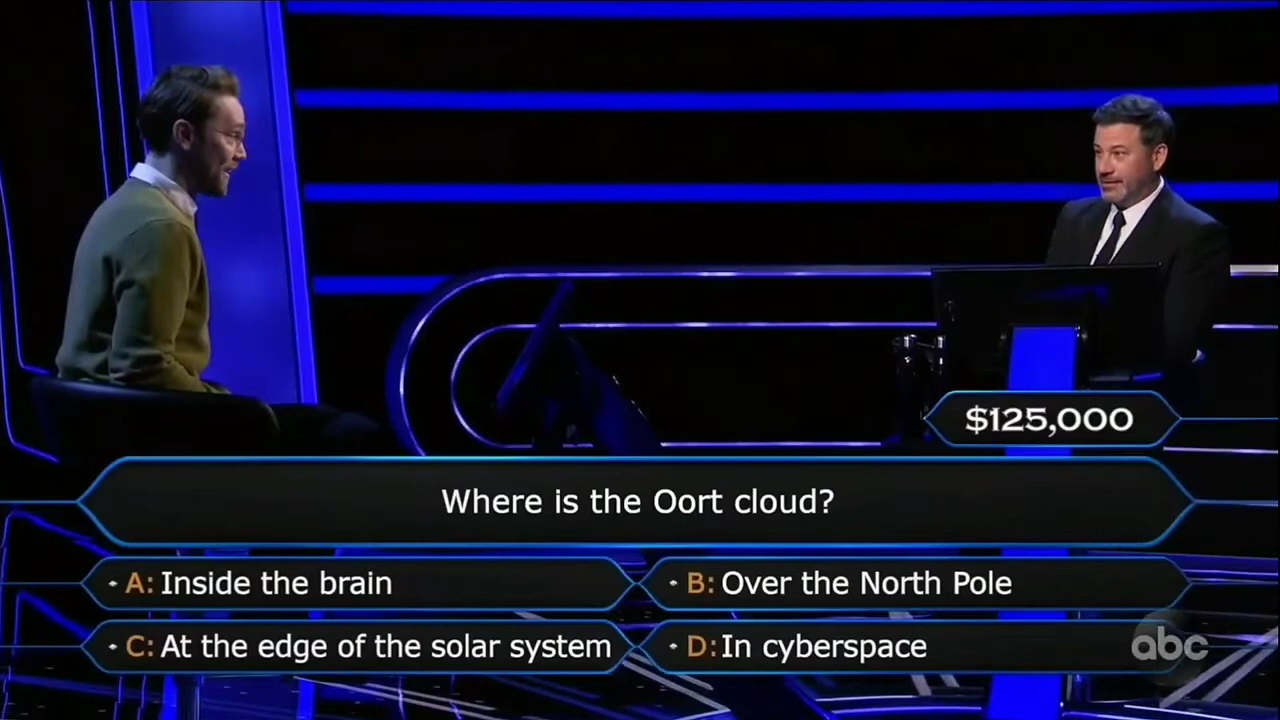 $125,000
Where is the Oort cloud?
A: Inside the brain
B: Over the North Pole
C: At the edge of the solar system
D: In cyberspace
abc